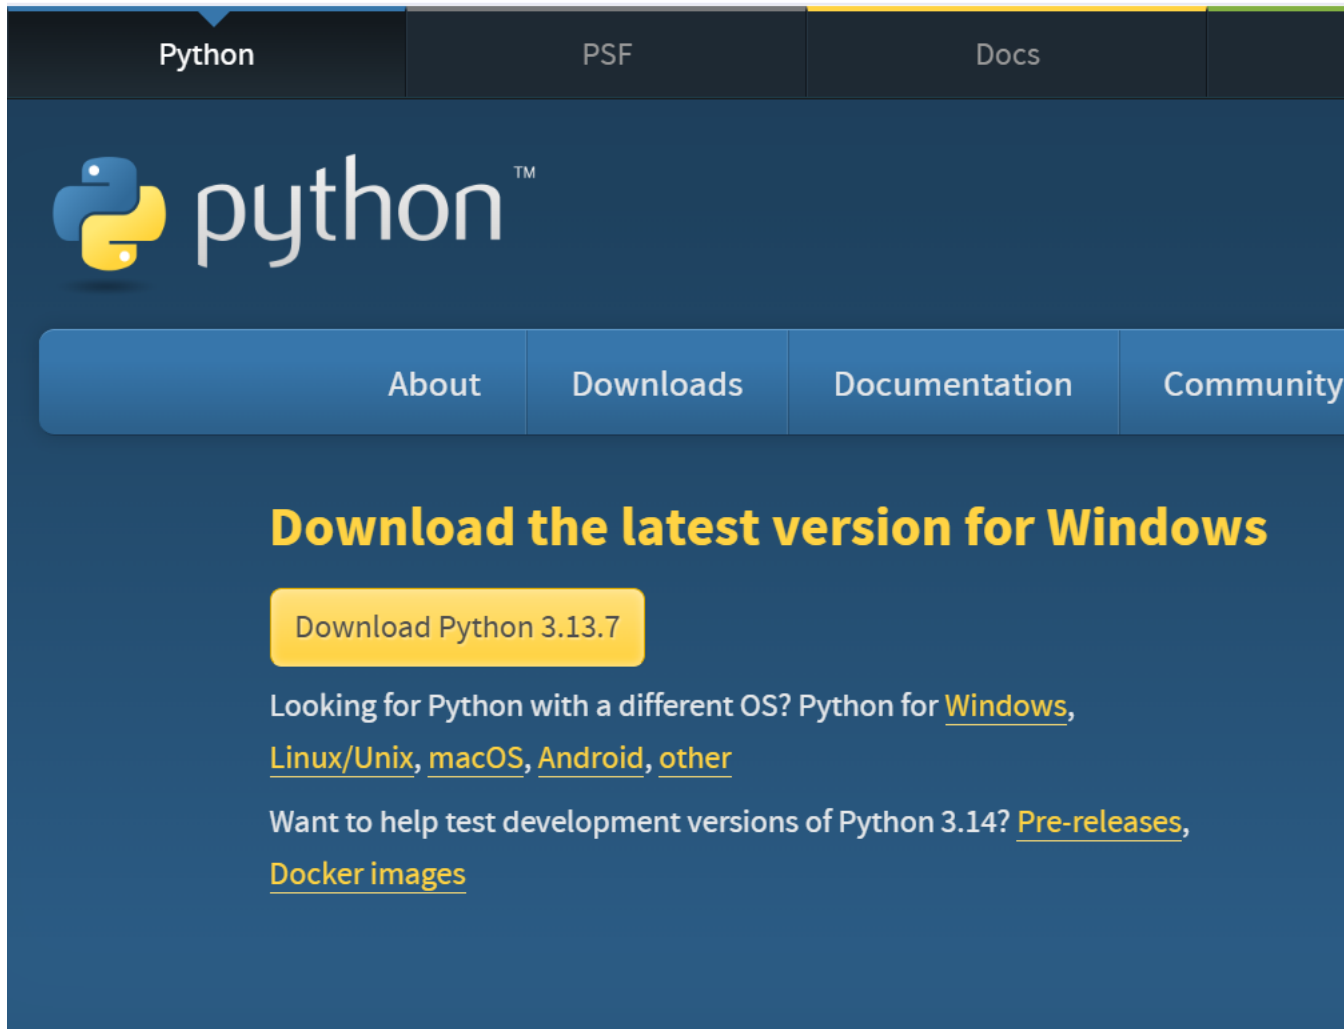 Python PSF Docs
python™
About Downloads Documentation Community
Download the latest version for Windows
Download Python 3.13.7
Looking for Python with a different OS? Python for Windows,
Linux/Unix, macOS, Android, other
Want to help test development versions of Python 3.14? Pre-releases,
Docker images